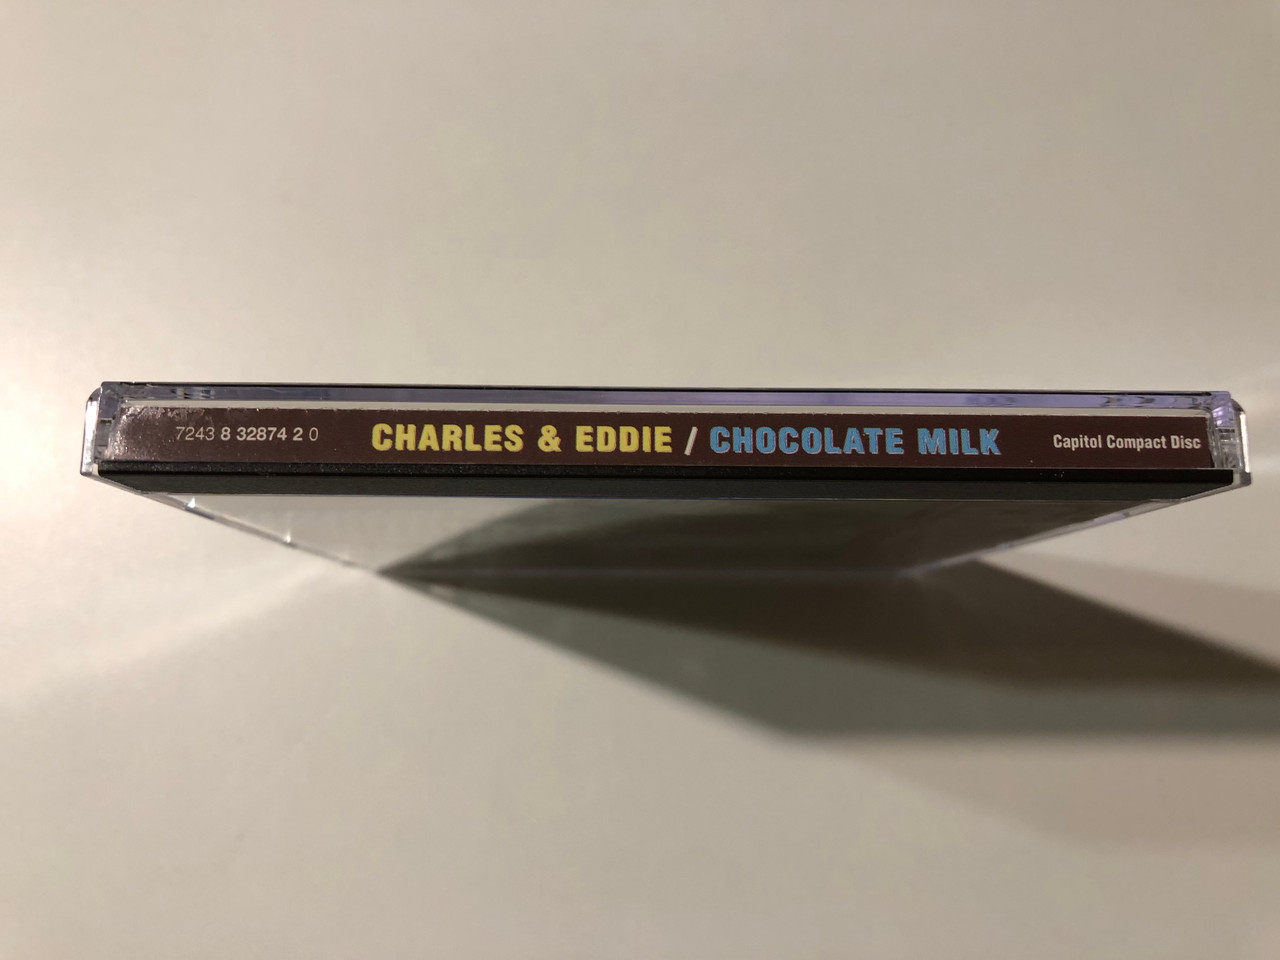 7243 8 32874 2 0 CHARLES & EDDIE / CHOCOLATE MILK Capitol Compact Disc